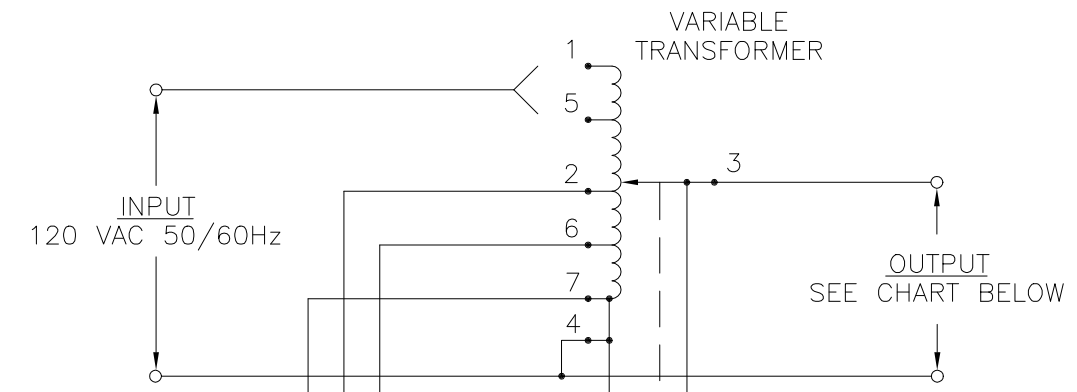 VARIABLE
TRANSFORMER
1
5
3
2
INPUT
120 VAC 50/60Hz
6
OUTPUT
SEE CHART BELOW
7
4